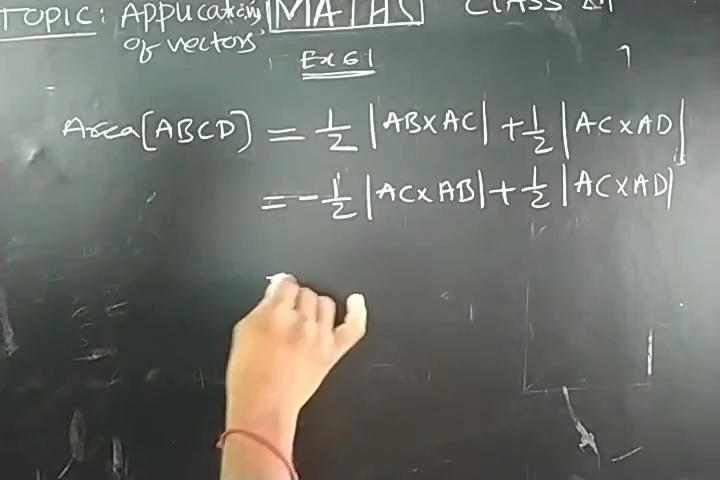 TOPIC: Application MATHS CLASS XII
of vectors
Ex 6.1
Area[ABCD] = 1/2 |AB×AC| + 1/2 |AC×AD|
= -1/2 |AC×AB| + 1/2 |AC×AD|